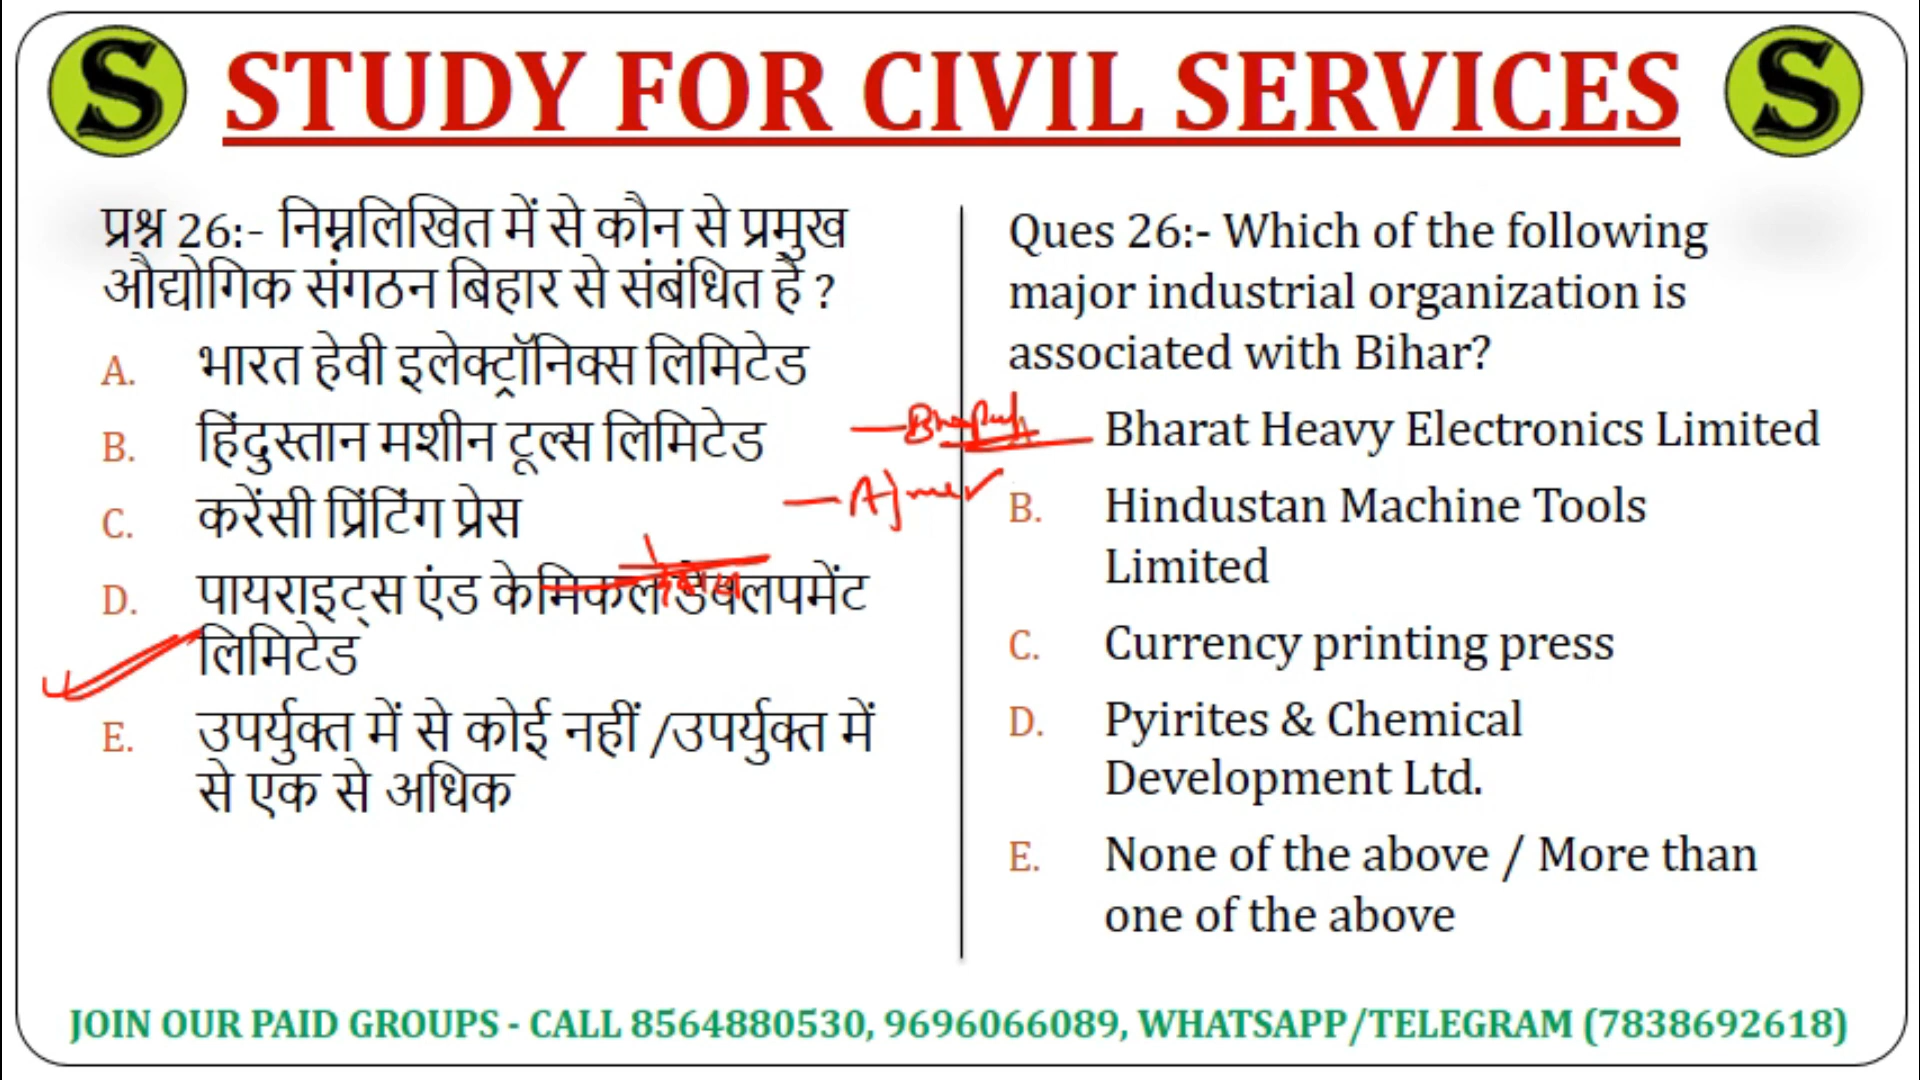 S STUDY FOR CIVIL SERVICES S
प्रश्न 26:- निम्नलिखित में से कौन से प्रमुख
औद्योगिक संगठन बिहार से संबंधित है ?
A. भारत हेवी इलेक्ट्रॉनिक्स लिमिटेड
B. हिंदुस्तान मशीन टूल्स लिमिटेड
C. करेंसी प्रिंटिंग प्रेस
D. पायराइट्स एंड केमिकल डेवलपमेंट
लिमिटेड
E. उपर्युक्त में से कोई नहीं /उपर्युक्त में
से एक से अधिक
Ajmer
Ques 26:- Which of the following
major industrial organization is
associated with Bihar?
Bharat Heavy Electronics Limited
B. Hindustan Machine Tools
Limited
C. Currency printing press
D. Pyirites & Chemical
Development Ltd.
E. None of the above / More than
one of the above
JOIN OUR PAID GROUPS - CALL 8564880530, 9696066089, WHATSAPP/TELEGRAM (7838692618)